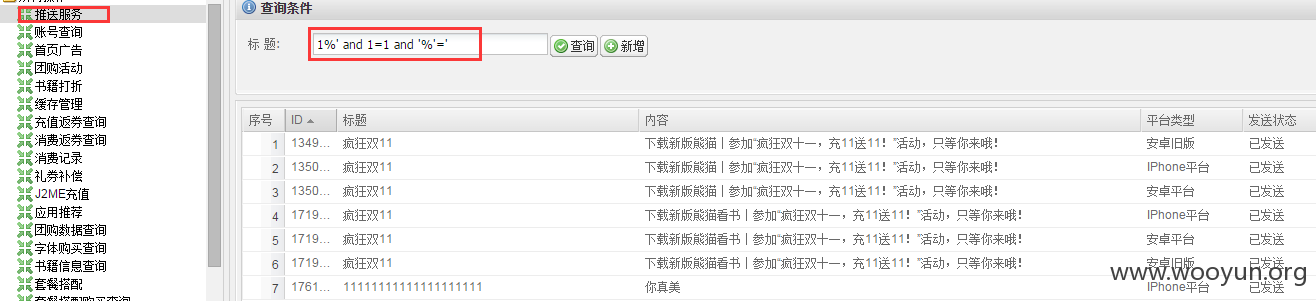 推送服务
账号查询
首页广告
团购活动
书籍打折
缓存管理
充值返券查询
消费返券查询
消费记录
礼券补偿
J2ME充值
应用推荐
团购数据查询
字体购买查询
书籍信息查询
套餐搭配
套餐搭配购买查询
查询条件
标 题: 1%' and 1=1 and '%'=' 查询 新增
序号 ID 标题 内容 平台类型 发送状态
1 1349... 疯狂双11 下载新版熊猫丨参加“疯狂双十一，充11送11！”活动，只等你来哦！ 安卓旧版 已发送
2 1350... 疯狂双11 下载新版熊猫丨参加“疯狂双十一，充11送11！”活动，只等你来哦！ IPhone平台 已发送
3 1350... 疯狂双11 下载新版熊猫丨参加“疯狂双十一，充11送11！”活动，只等你来哦！ 安卓平台 已发送
4 1719... 疯狂双11 下载新版熊猫看书丨参加“疯狂双十一，充11送11！”活动，只等你来哦！ IPhone平台 已发送
5 1719... 疯狂双11 下载新版熊猫看书丨参加“疯狂双十一，充11送11！”活动，只等你来哦！ 安卓平台 已发送
6 1719... 疯狂双11 下载新版熊猫看书丨参加“疯狂双十一，充11送11！”活动，只等你来哦！ 安卓旧版 已发送
7 1761... 11111111111111111111 你真美 IPhone平台 已发送
www.wooyun.org